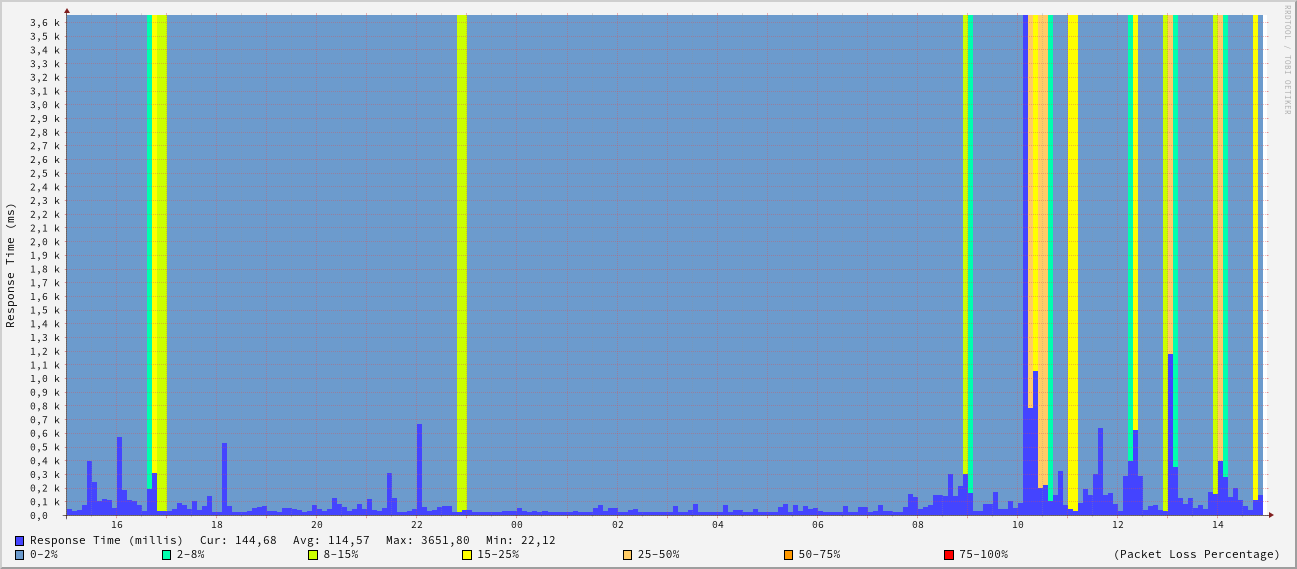 RRDTOOL / TOBI OETIKER
Response Time (ms)
3,6 k
3,5 k
3,4 k
3,3 k
3,2 k
3,1 k
3,0 k
2,9 k
2,8 k
2,7 k
2,6 k
2,5 k
2,4 k
2,3 k
2,2 k
2,1 k
2,0 k
1,9 k
1,8 k
1,7 k
1,6 k
1,5 k
1,4 k
1,3 k
1,2 k
1,1 k
1,0 k
0,9 k
0,8 k
0,7 k
0,6 k
0,5 k
0,4 k
0,3 k
0,2 k
0,1 k
0,0
16 18 20 22 00 02 04 06 08 10 12 14
Response Time (millis) Cur: 144,68 Avg: 114,57 Max: 3651,80 Min: 22,12
0-2% 2-8% 8-15% 15-25% 25-50% 50-75% 75-100% (Packet Loss Percentage)